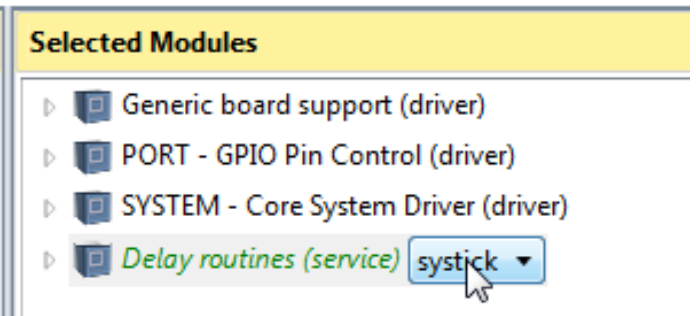 Selected Modules
Generic board support (driver)
PORT - GPIO Pin Control (driver)
SYSTEM - Core System Driver (driver)
Delay routines (service) systick